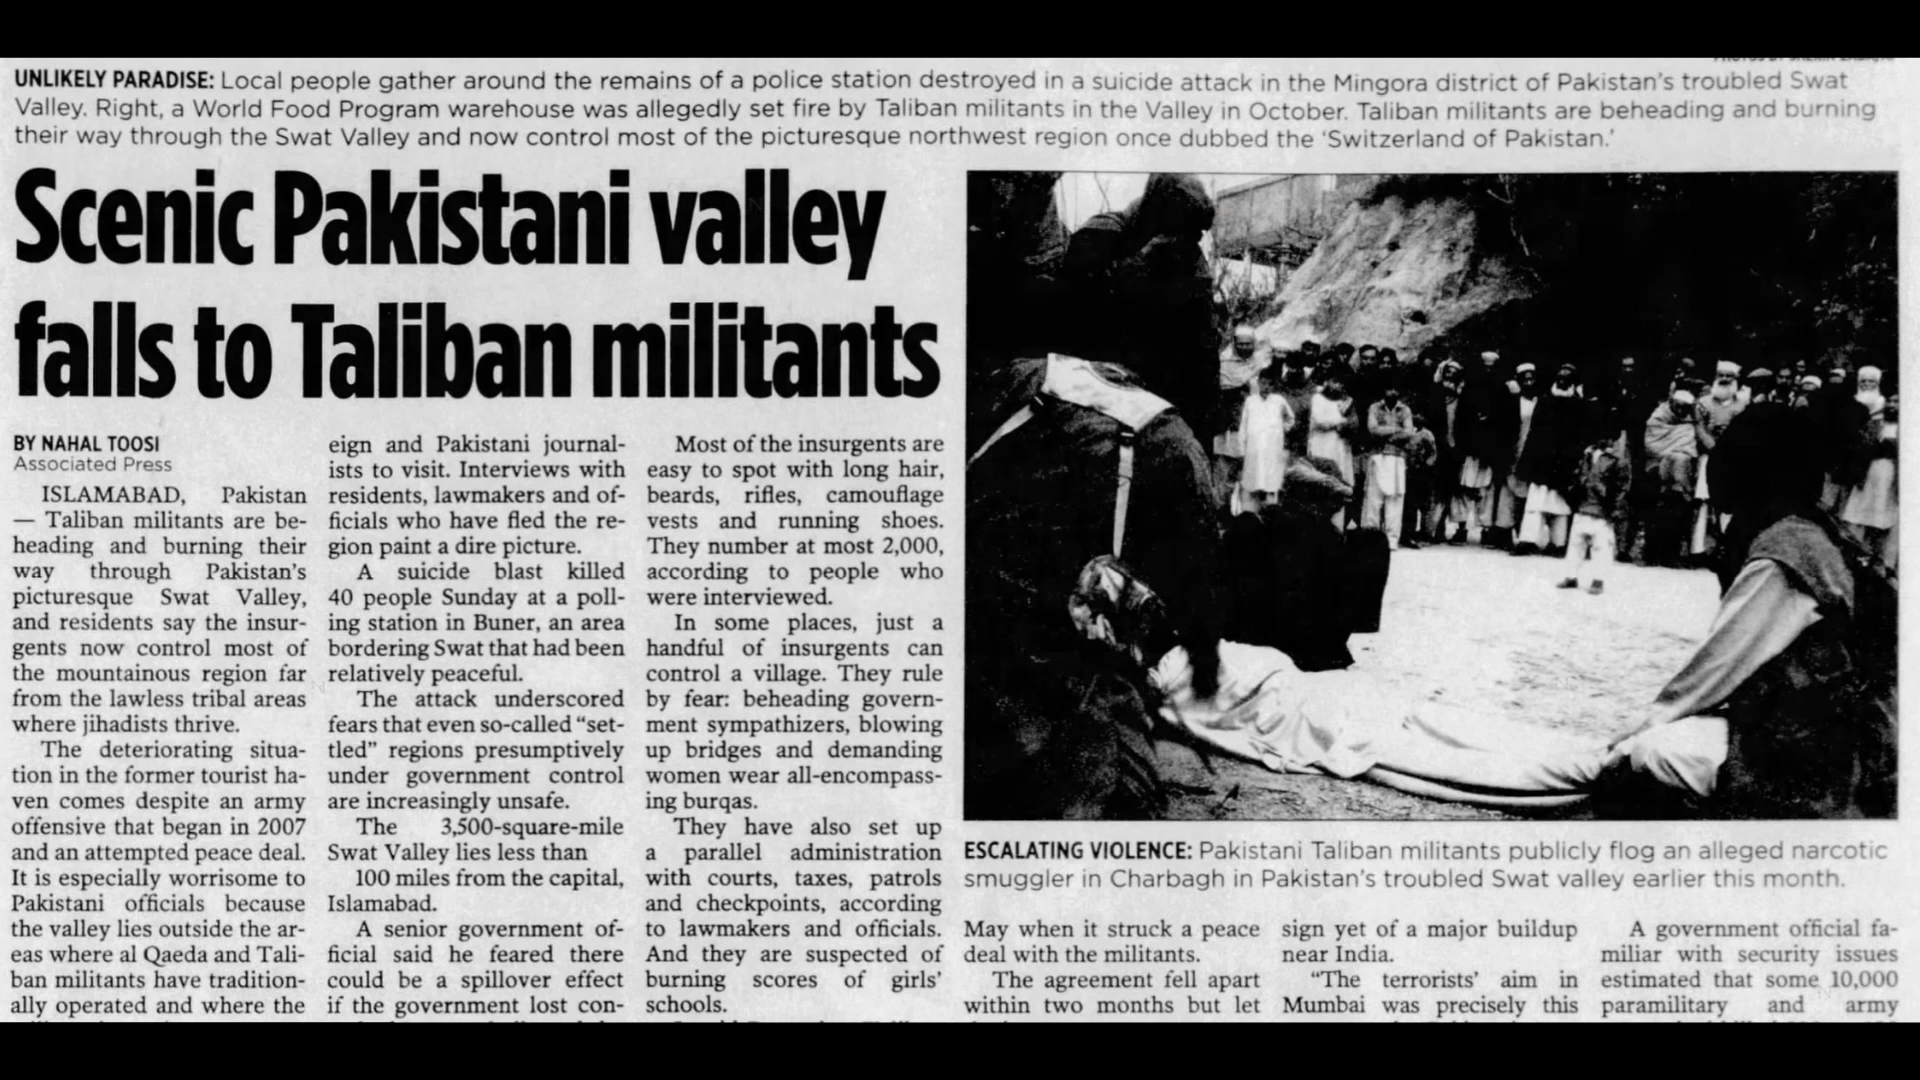 UNLIKELY PARADISE: Local people gather around the remains of a police station destroyed in a suicide attack in the Mingora district of Pakistan's troubled Swat
Valley. Right, a World Food Program warehouse was allegedly set fire by Taliban militants in the Valley in October. Taliban militants are beheading and burning
their way through the Swat Valley and now control most of the picturesque northwest region once dubbed the 'Switzerland of Pakistan.'
Scenic Pakistani valley
falls to Taliban militants
BY NAHAL TOOSI
Associated Press
ISLAMABAD, Pakistan
— Taliban militants are be-
heading and burning their
way through Pakistan's
picturesque Swat Valley,
and residents say the insur-
gents now control most of
the mountainous region far
from the lawless tribal areas
where jihadists thrive.
The deteriorating situa-
tion in the former tourist ha-
ven comes despite an army
offensive that began in 2007
and an attempted peace deal.
It is especially worrisome to
Pakistani officials because
the valley lies outside the ar-
eas where al Qaeda and Tali-
ban militants have tradition-
ally operated and where the
eign and Pakistani journal-
ists to visit. Interviews with
residents, lawmakers and of-
ficials who have fled the re-
gion paint a dire picture.
A suicide blast killed
40 people Sunday at a poll-
ing station in Buner, an area
bordering Swat that had been
relatively peaceful.
The attack underscored
fears that even so-called "set-
tled" regions presumptively
under government control
are increasingly unsafe.
The 3,500-square-mile
Swat Valley lies less than
100 miles from the capital,
Islamabad.
A senior government of-
ficial said he feared there
could be a spillover effect
if the government lost con-
Most of the insurgents are
easy to spot with long hair,
beards, rifles, camouflage
vests and running shoes.
They number at most 2,000,
according to people who
were interviewed.
In some places, just a
handful of insurgents can
control a village. They rule
by fear: beheading govern-
ment sympathizers, blowing
up bridges and demanding
women wear all-encompass-
ing burqas.
They have also set up
a parallel administration
with courts, taxes, patrols
and checkpoints, according
to lawmakers and officials.
And they are suspected of
burning scores of girls'
schools.
ESCALATING VIOLENCE: Pakistani Taliban militants publicly flog an alleged narcotic
smuggler in Charbagh in Pakistan's troubled Swat valley earlier this month.
May when it struck a peace
deal with the militants.
The agreement fell apart
within two months but let
sign yet of a major buildup
near India.
"The terrorists' aim in
Mumbai was precisely this
A government official fa-
miliar with security issues
estimated that some 10,000
paramilitary and army